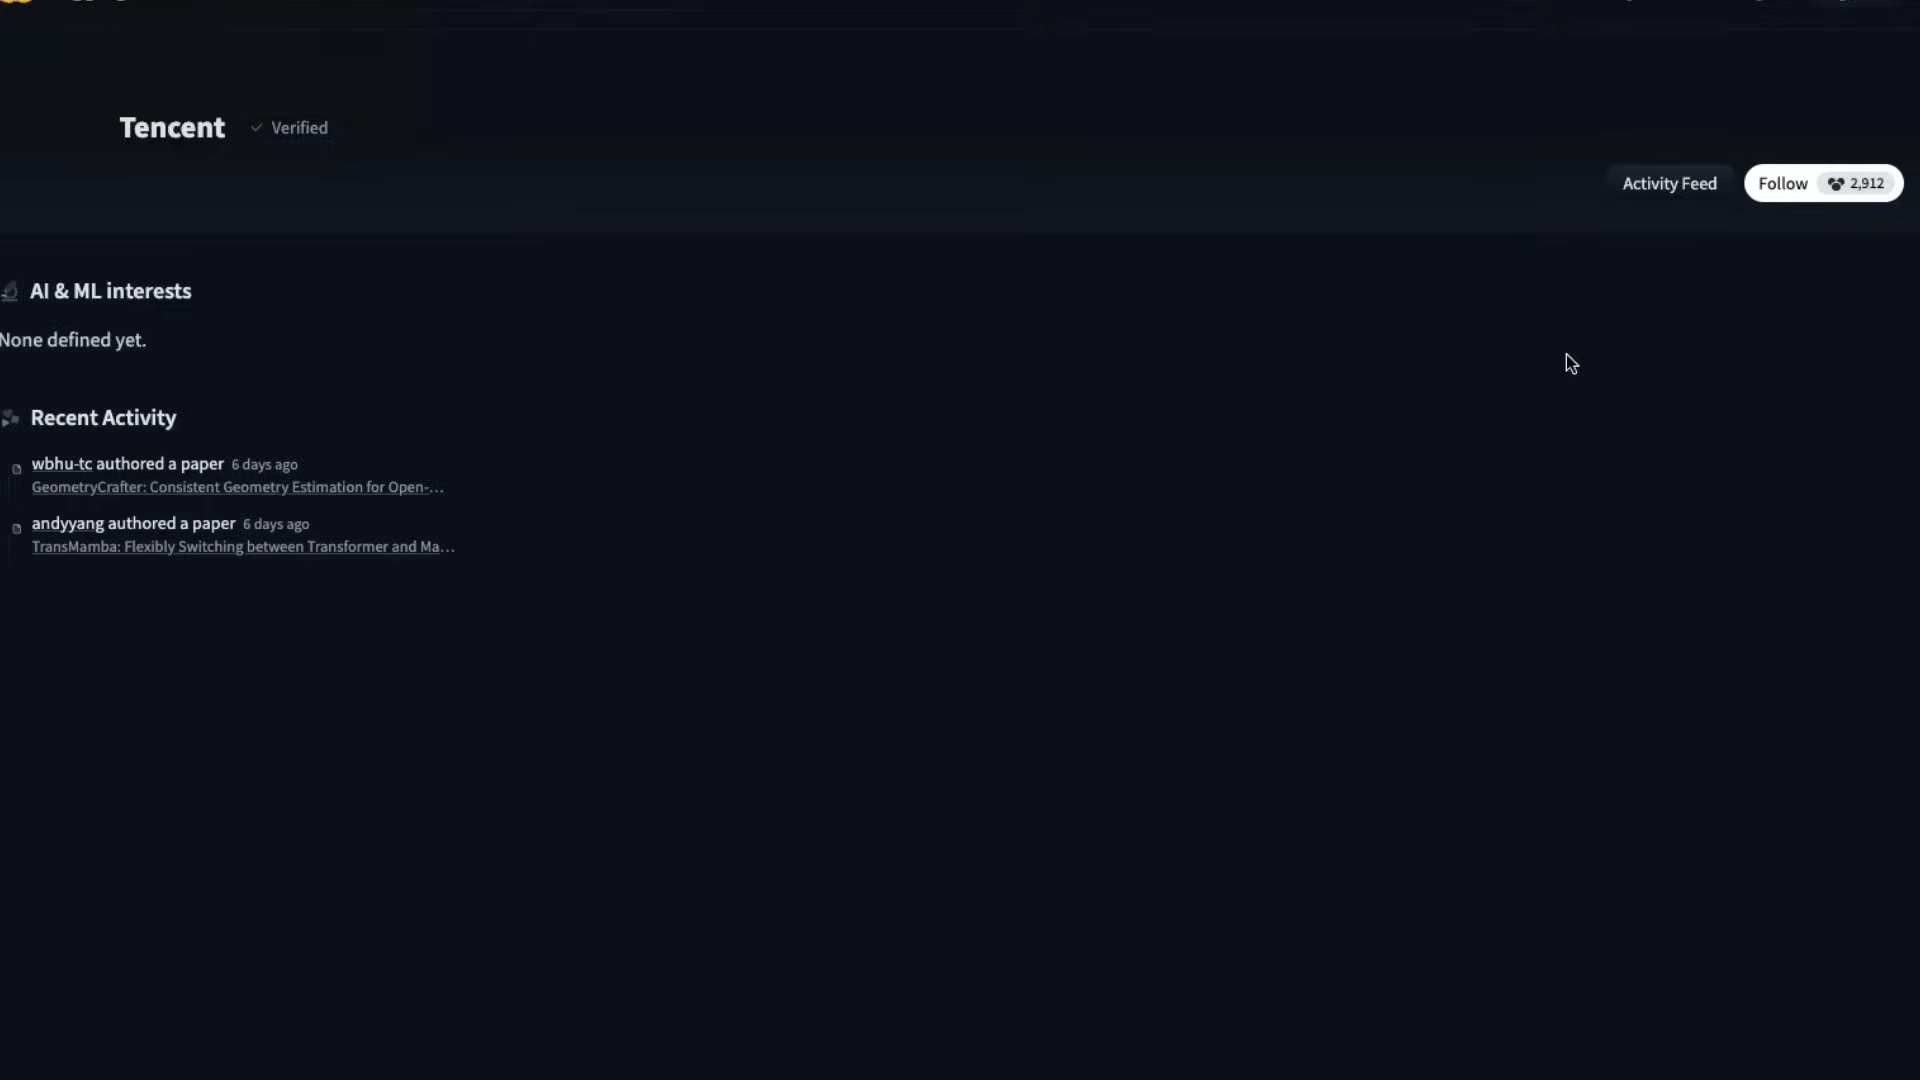 Tencent
Verified
Activity Feed
Follow 2,912
AI & ML interests
None defined yet.
Recent Activity
wbhu-tc authored a paper 6 days ago
GeometryCrafter: Consistent Geometry Estimation for Open-...
andyyang authored a paper 6 days ago
TransMamba: Flexibly Switching between Transformer and Ma...